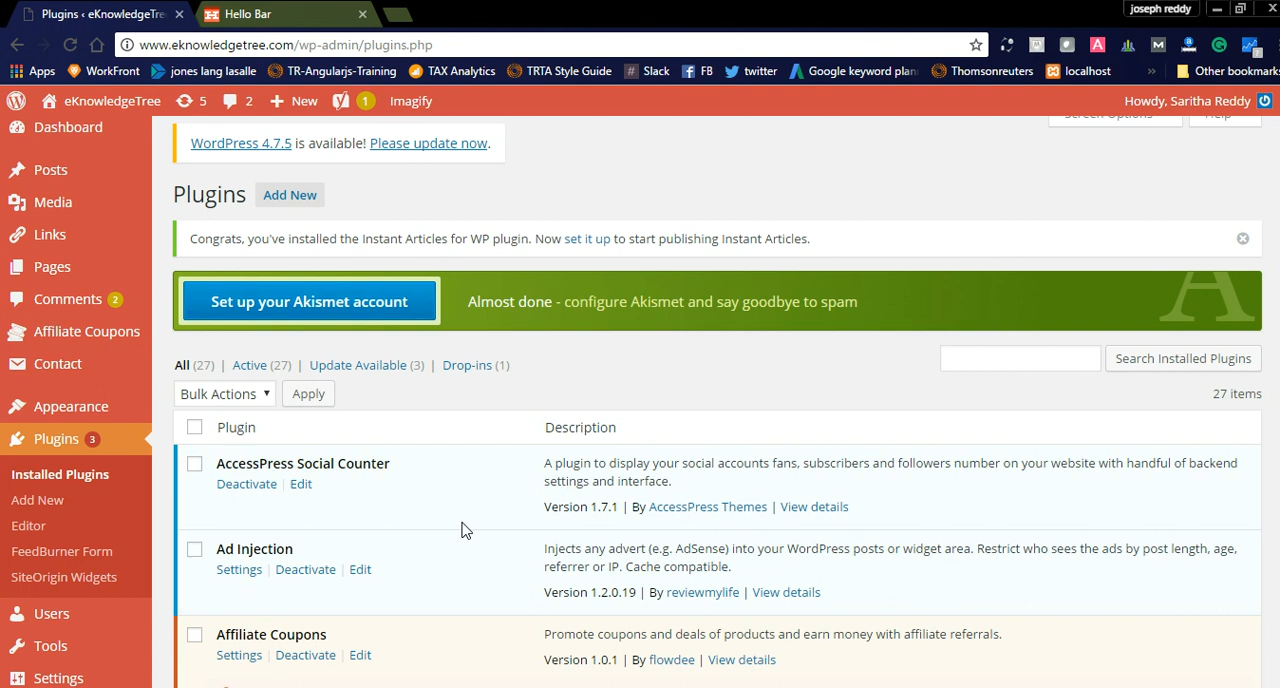 joseph reddy
Plugins ‹ eKnowledgeTre
Hello Bar
www.eknowledgetree.com/wp-admin/plugins.php
Apps WorkFront jones lang lasalle TR-Angularjs-Training TAX Analytics TRTA Style Guide Slack FB twitter Google keyword plan Thomsonreuters localhost » Other bookmarks
eKnowledgeTree 5 2 New 1 Imagify Howdy, Saritha Reddy
Screen Options Help
Dashboard
Posts
Media
Links
Pages
Comments 2
Affiliate Coupons
Contact
Appearance
Plugins 3
Installed Plugins
Add New
Editor
FeedBurner Form
SiteOrigin Widgets
Users
Tools
Settings
WordPress 4.7.5 is available! Please update now.
Plugins Add New
Congrats, you've installed the Instant Articles for WP plugin. Now set it up to start publishing Instant Articles.
Set up your Akismet account Almost done - configure Akismet and say goodbye to spam
A
All (27) | Active (27) | Update Available (3) | Drop-ins (1)
Search Installed Plugins
Bulk Actions Apply
27 items
Plugin Description
AccessPress Social Counter
Deactivate | Edit
A plugin to display your social accounts fans, subscribers and followers number on your website with handful of backend
settings and interface.
Version 1.7.1 | By AccessPress Themes | View details
Ad Injection
Settings | Deactivate | Edit
Injects any advert (e.g. AdSense) into your WordPress posts or widget area. Restrict who sees the ads by post length, age,
referrer or IP. Cache compatible.
Version 1.2.0.19 | By reviewmylife | View details
Affiliate Coupons
Settings | Deactivate | Edit
Promote coupons and deals of products and earn money with affiliate referrals.
Version 1.0.1 | By flowdee | View details